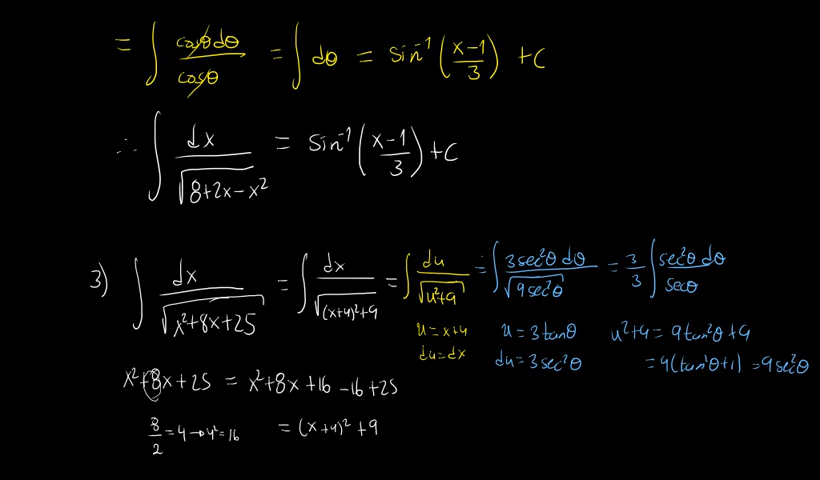 = ∫ cosθdθ/cosθ = ∫ dθ = sin⁻¹((x-1)/3) + C
∴ ∫ dx/√(8+2x-x²) = sin⁻¹((x-1)/3) + C
3) ∫ dx/√(x²+8x+25) = ∫ dx/√((x+4)²+9) = ∫ du/√(u²+9) = ∫ 3sec²θ dθ/√(9sec²θ) = 3/3 ∫ sec²θ dθ/secθ
u = x+4 u = 3tanθ u²+9 = 9tan²θ+9
du = dx du = 3sec²θ = 9(tan²θ+1) = 9sec²θ
x²+8x+25 = x²+8x+16-16+25
8/2 = 4 → 4² = 16 = (x+4)²+9